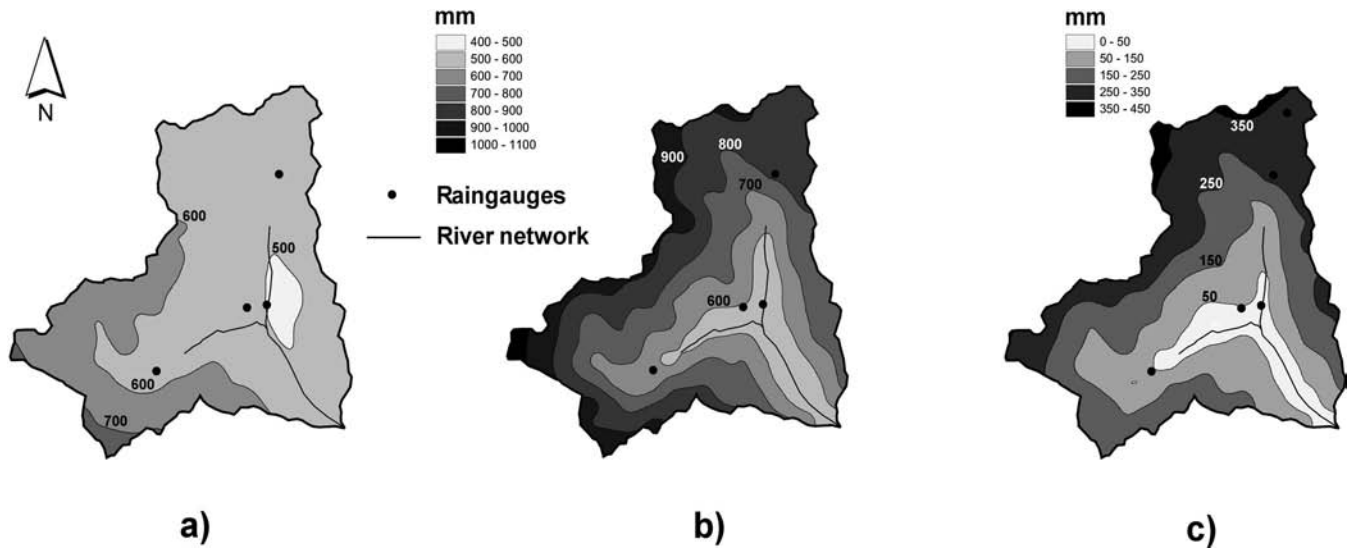 N
600
500
600
700
a)
mm
400 - 500
500 - 600
600 - 700
700 - 800
800 - 900
900 - 1000
1000 - 1100
Raingauges
River network
900
800
700
600
b)
mm
0 - 50
50 - 150
150 - 250
250 - 350
350 - 450
350
250
150
50
c)